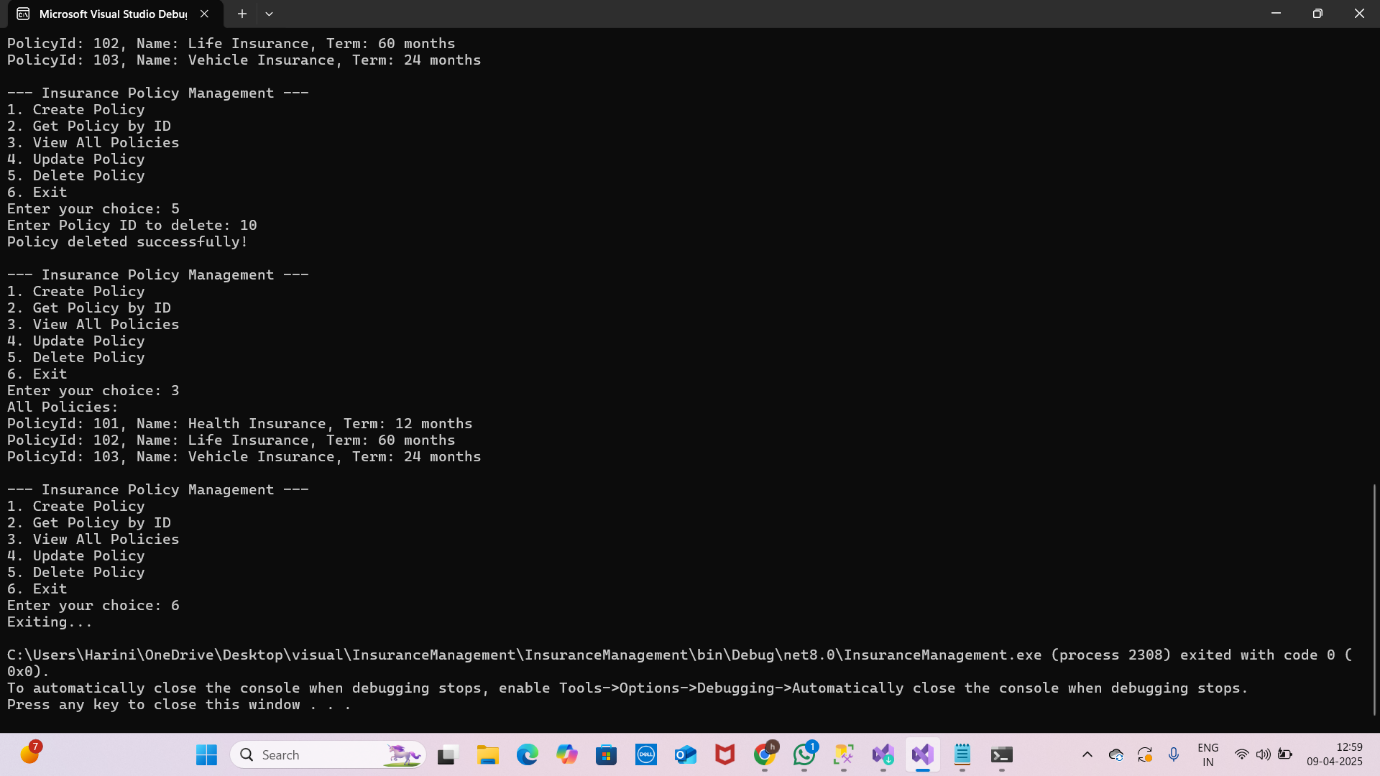 Microsoft Visual Studio Debug
PolicyId: 102, Name: Life Insurance, Term: 60 months
PolicyId: 103, Name: Vehicle Insurance, Term: 24 months
--- Insurance Policy Management ---
1. Create Policy
2. Get Policy by ID
3. View All Policies
4. Update Policy
5. Delete Policy
6. Exit
Enter your choice: 5
Enter Policy ID to delete: 10
Policy deleted successfully!
--- Insurance Policy Management ---
1. Create Policy
2. Get Policy by ID
3. View All Policies
4. Update Policy
5. Delete Policy
6. Exit
Enter your choice: 3
All Policies:
PolicyId: 101, Name: Health Insurance, Term: 12 months
PolicyId: 102, Name: Life Insurance, Term: 60 months
PolicyId: 103, Name: Vehicle Insurance, Term: 24 months
--- Insurance Policy Management ---
1. Create Policy
2. Get Policy by ID
3. View All Policies
4. Update Policy
5. Delete Policy
6. Exit
Enter your choice: 6
Exiting...
C:\Users\Harini\OneDrive\Desktop\visual\InsuranceManagement\InsuranceManagement\bin\Debug\net8.0\InsuranceManagement.exe (process 2308) exited with code 0 (
0x0).
To automatically close the console when debugging stops, enable Tools->Options->Debugging->Automatically close the console when debugging stops.
Press any key to close this window . . .
7
Search
DELL
h
1
ENG
IN
12:59
09-04-2025